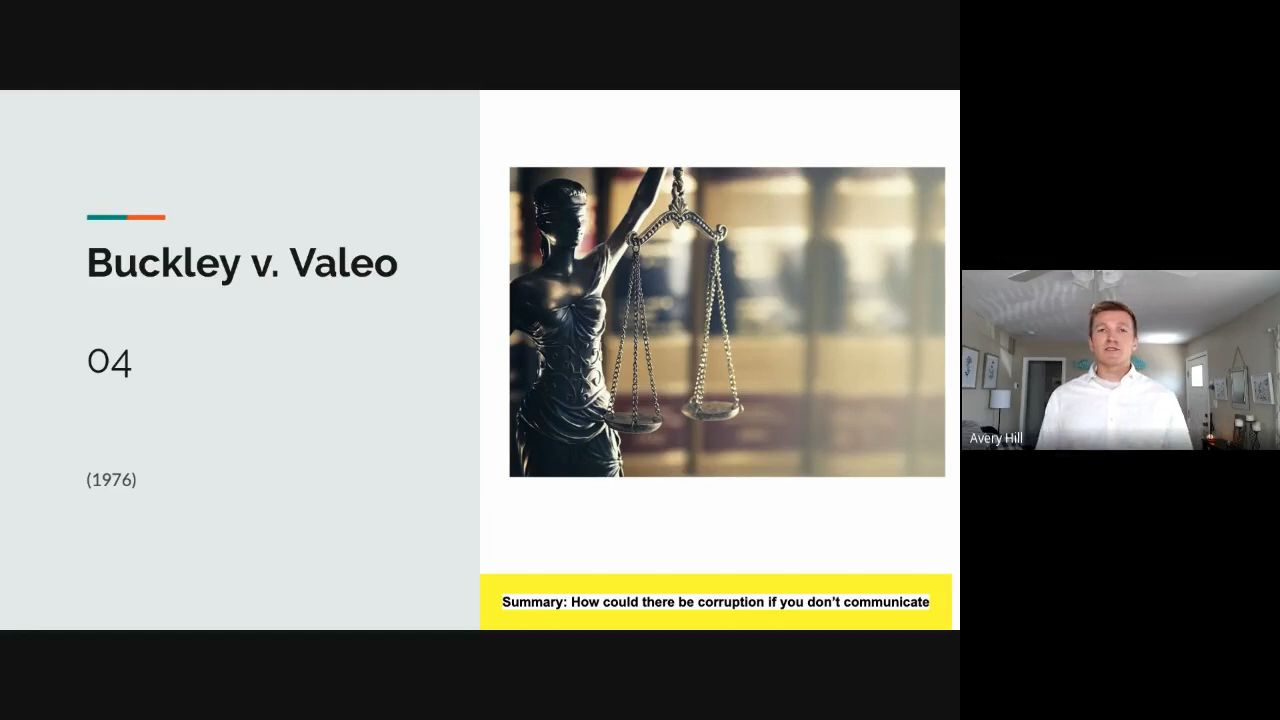 Buckley v. Valeo
04
(1976)
Summary: How could there be corruption if you don’t communicate
Avery Hill